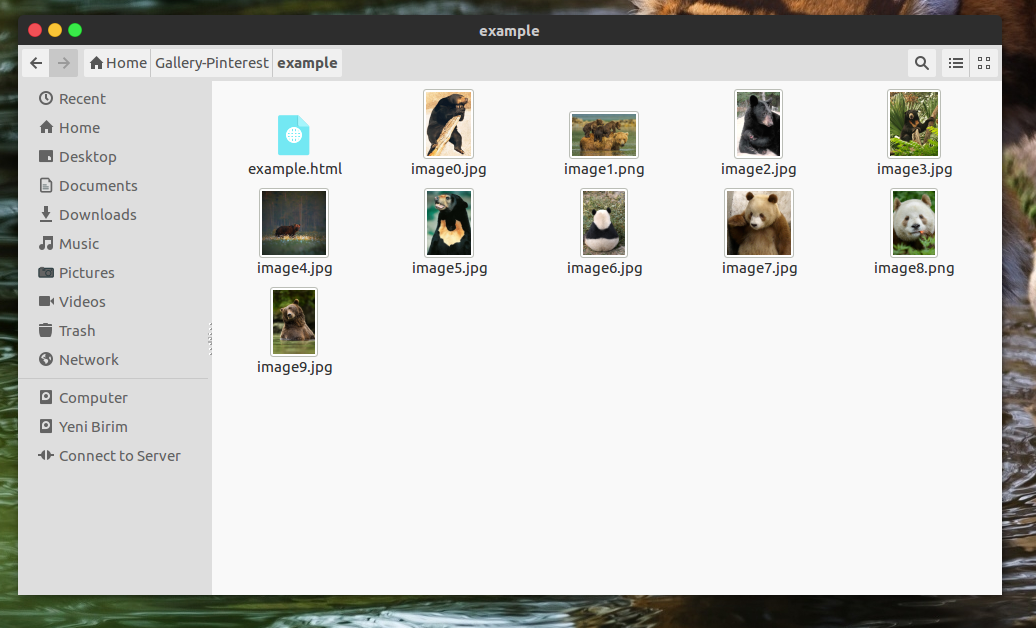 example
Home
Gallery-Pinterest
example
Recent
Home
Desktop
Documents
Downloads
Music
Pictures
Videos
Trash
Network
Computer
Yeni Birim
Connect to Server
example.html
image0.jpg
image1.png
image2.jpg
image3.jpg
image4.jpg
image5.jpg
image6.jpg
image7.jpg
image8.png
image9.jpg